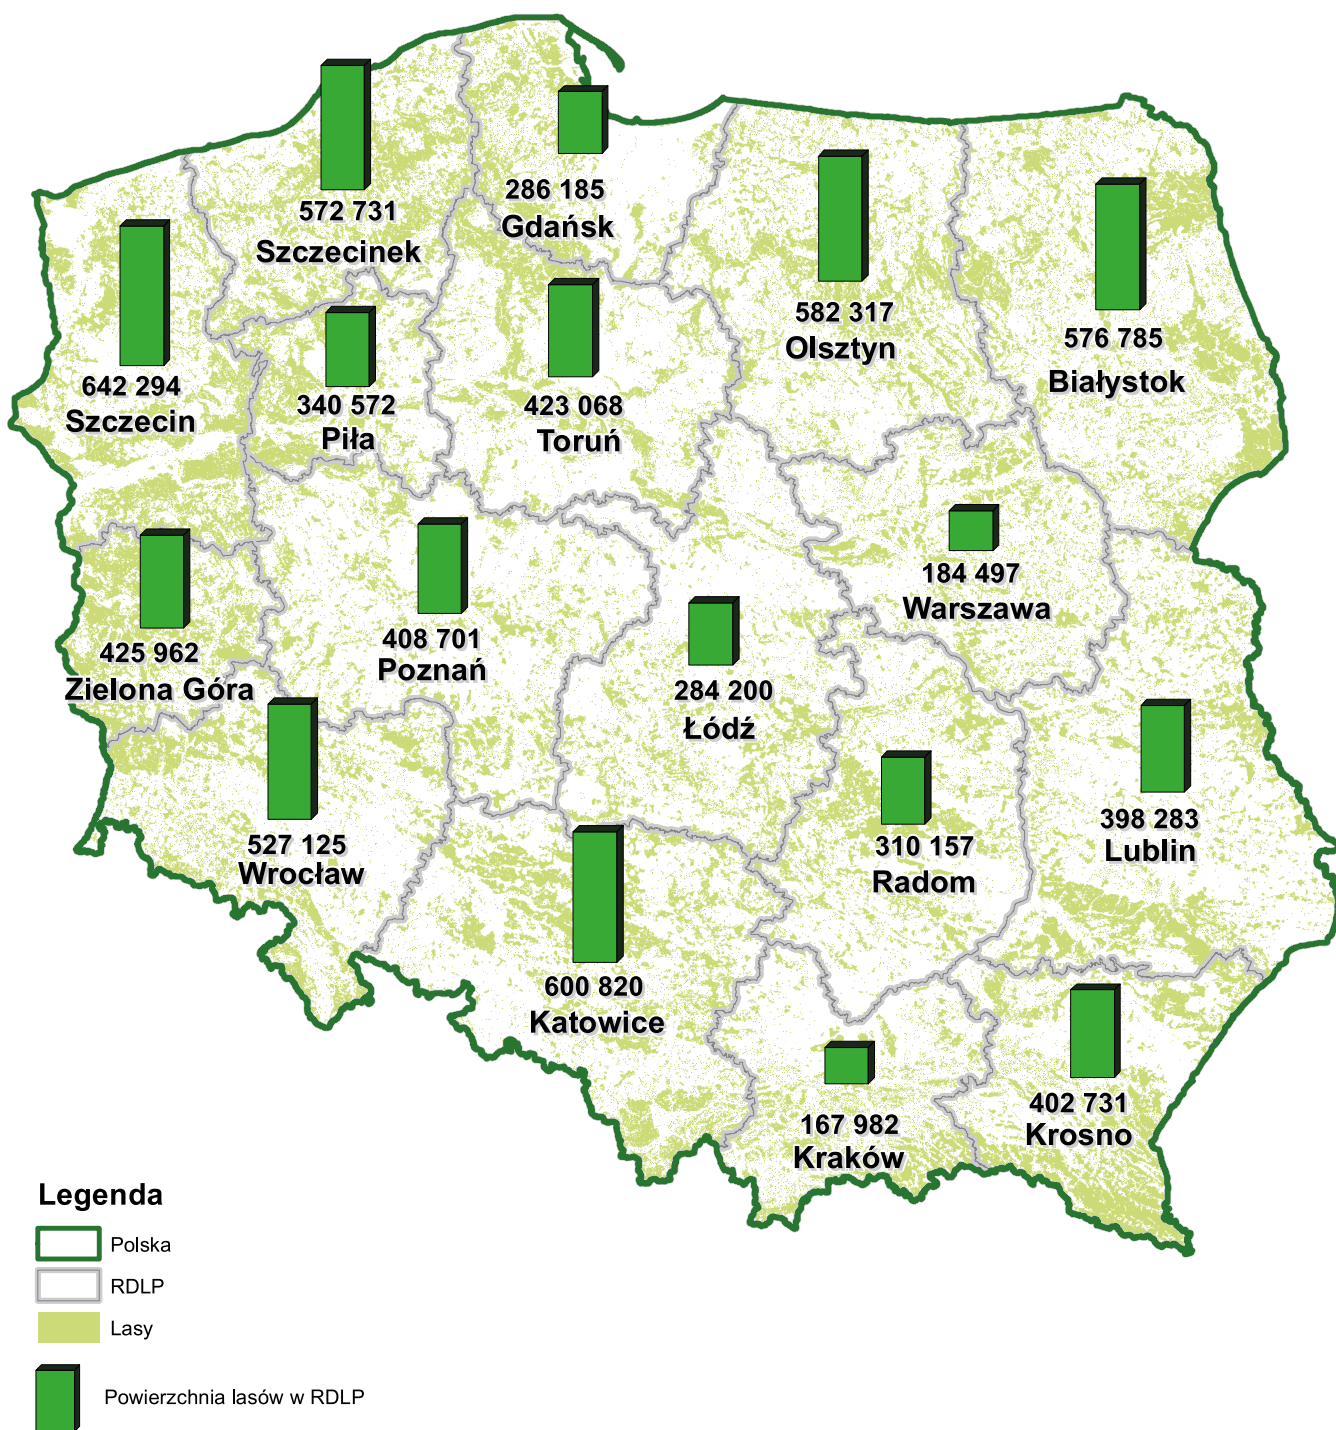 572 731
Szczecinek
286 185
Gdańsk
582 317
Olsztyn
576 785
Białystok
642 294
Szczecin
340 572
Piła
423 068
Toruń
184 497
Warszawa
425 962
Zielona Góra
408 701
Poznań
284 200
Łódź
398 283
Lublin
527 125
Wrocław
310 157
Radom
600 820
Katowice
402 731
Krosno
167 982
Kraków
Legenda
Polska
RDLP
Lasy
Powierzchnia lasów w RDLP